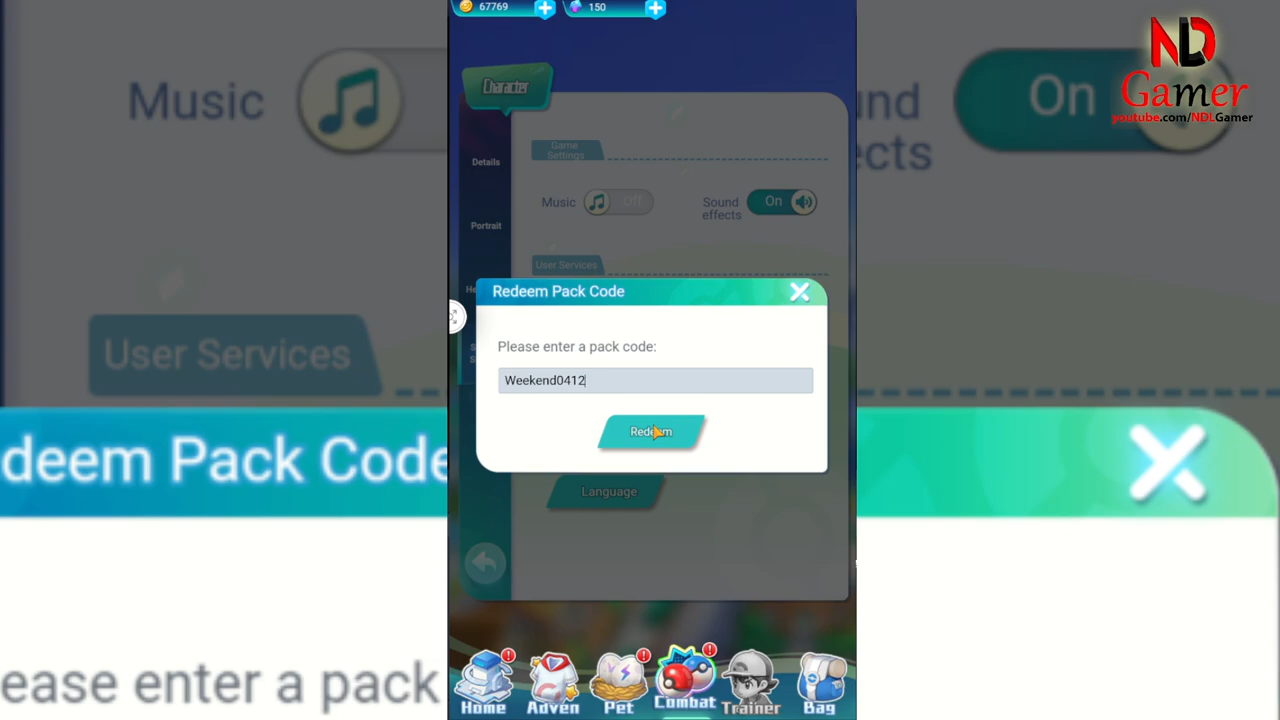 67769
150
ND
Gamer
youtube.com/NDLGamer
Character
Music
On
Game
Settings
Details
Music
Off
Sound
effects
On
Portrait
User Services
Redeem Pack Code
Please enter a pack code:
Weekend0412
Redeem
User Services
deem Pack Code
Language
ease enter a pack
Home
Adven
Pet
Combat
Trainer
Bag